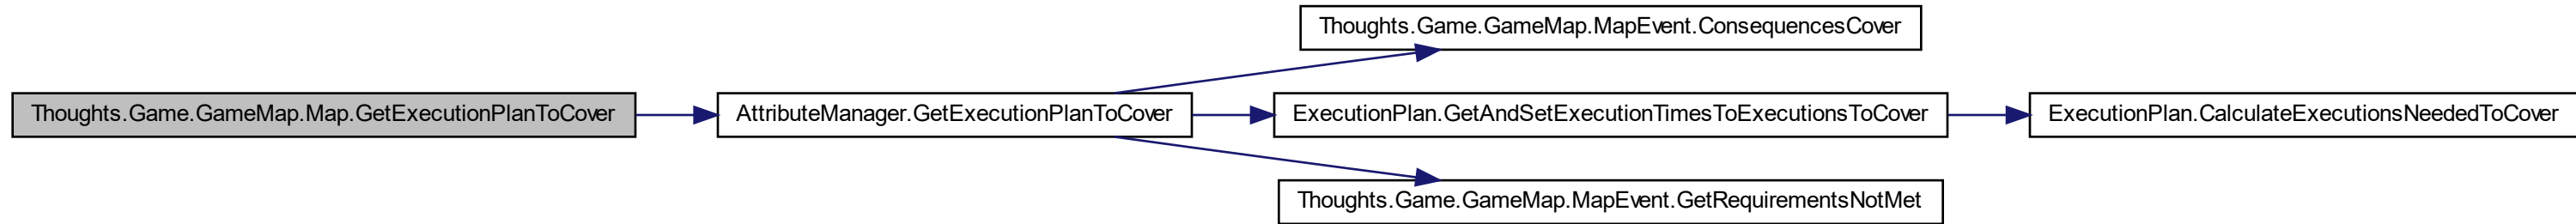 Thoughts.Game.GameMap.Map.GetExecutionPlanToCover
AttributeManager.GetExecutionPlanToCover
Thoughts.Game.GameMap.MapEvent.ConsequencesCover
ExecutionPlan.GetAndSetExecutionTimesToExecutionsToCover
Thoughts.Game.GameMap.MapEvent.GetRequirementsNotMet
ExecutionPlan.CalculateExecutionsNeededToCover